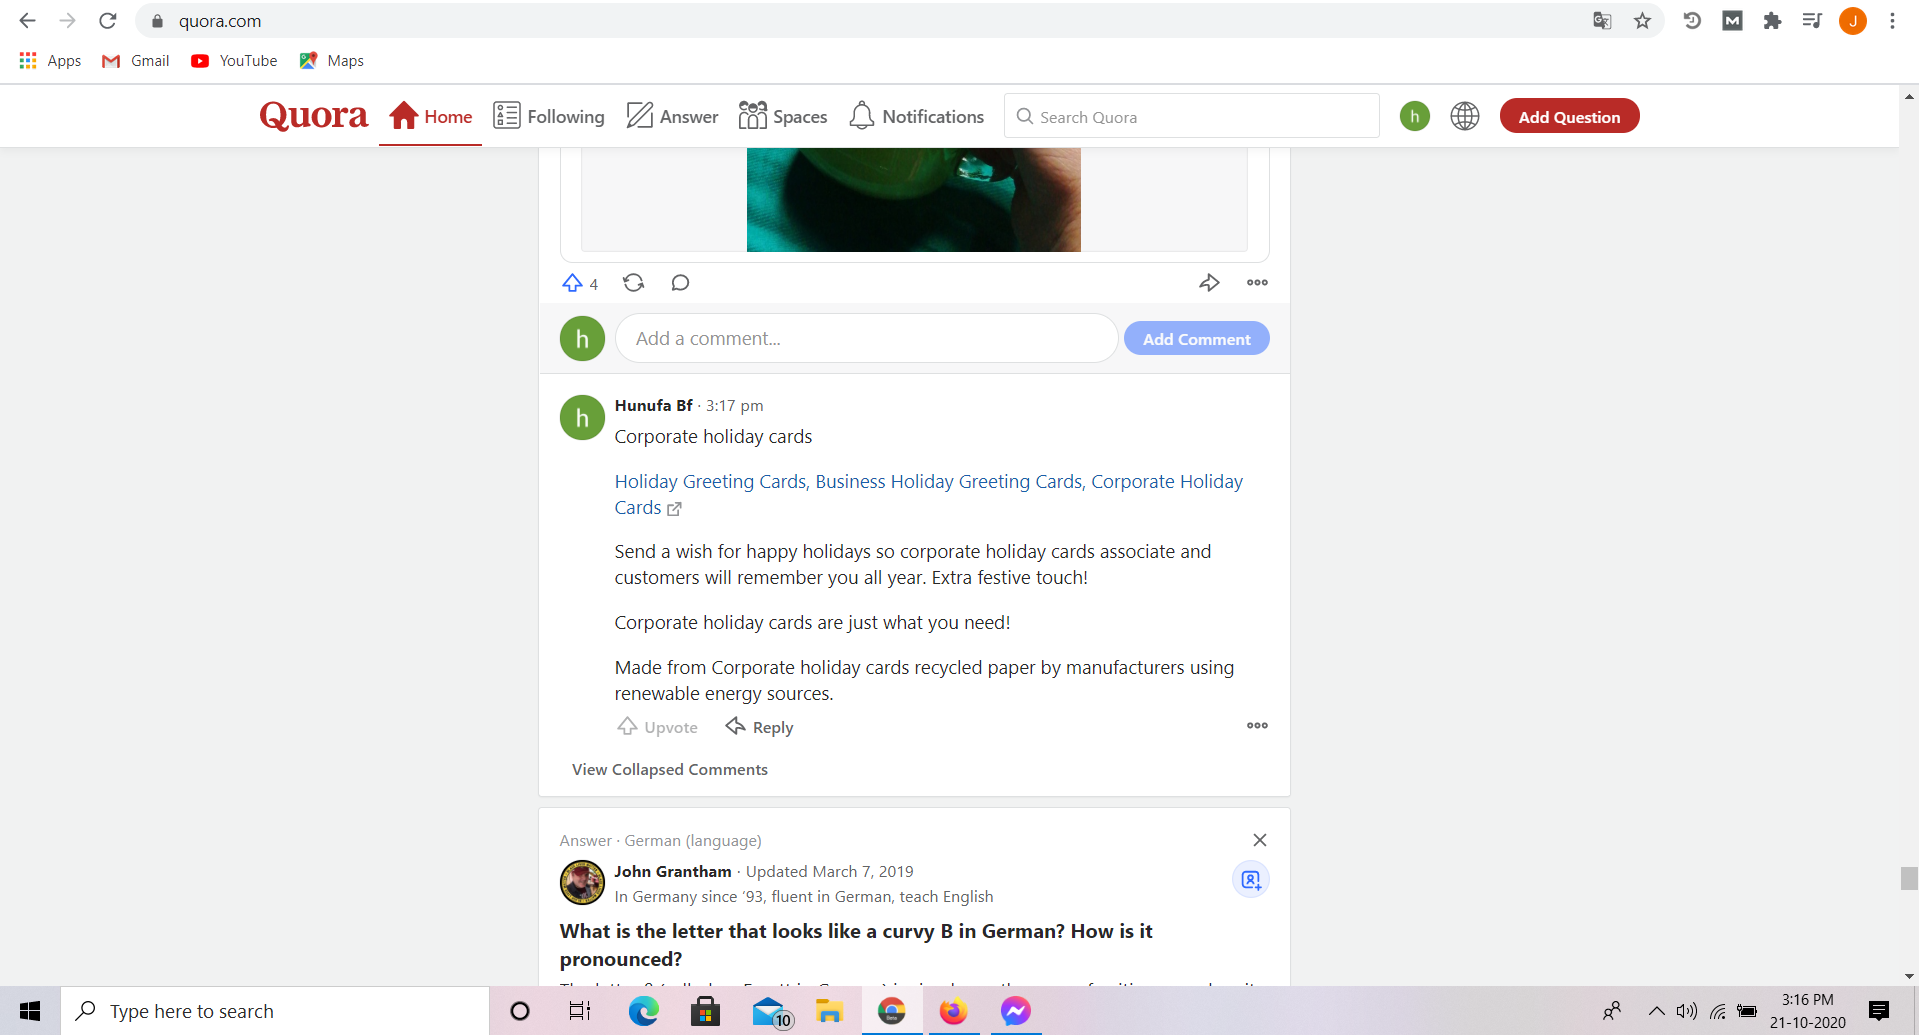 quora.com
J
Apps
Gmail
YouTube
Maps
Quora
Home
Following
Answer
Spaces
Notifications
Search Quora
h
Add Question
4
h
Add a comment...
Add Comment
h
Hunufa Bf · 3:17 pm
Corporate holiday cards
Holiday Greeting Cards, Business Holiday Greeting Cards, Corporate Holiday
Cards
Send a wish for happy holidays so corporate holiday cards associate and
customers will remember you all year. Extra festive touch!
Corporate holiday cards are just what you need!
Made from Corporate holiday cards recycled paper by manufacturers using
renewable energy sources.
Upvote
Reply
View Collapsed Comments
Answer · German (language)
John Grantham · Updated March 7, 2019
In Germany since ’93, fluent in German, teach English
What is the letter that looks like a curvy B in German? How is it
pronounced?
Type here to search
10
3:16 PM
21-10-2020